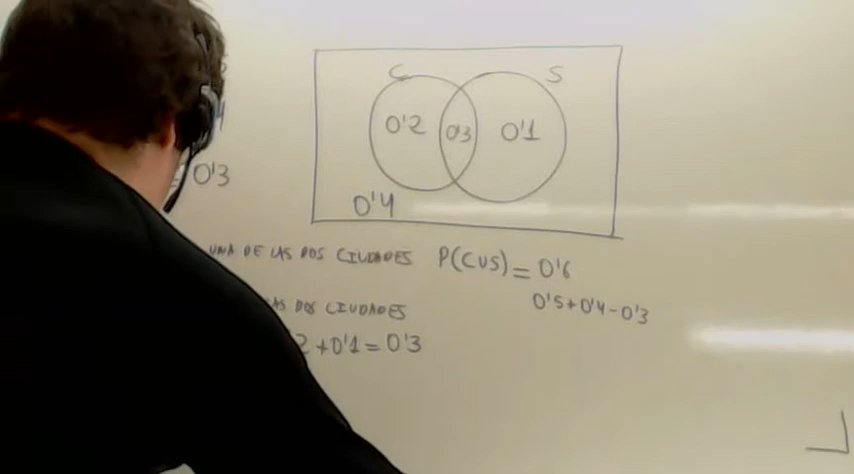 C S
0'2 0'3 0'1
= 0'3
0'4
UNA DE LAS DOS CIUDADES P(C∪S) = 0'6
0'5+0'4-0'3
DOS CIUDADES
2 + 0'1 = 0'3